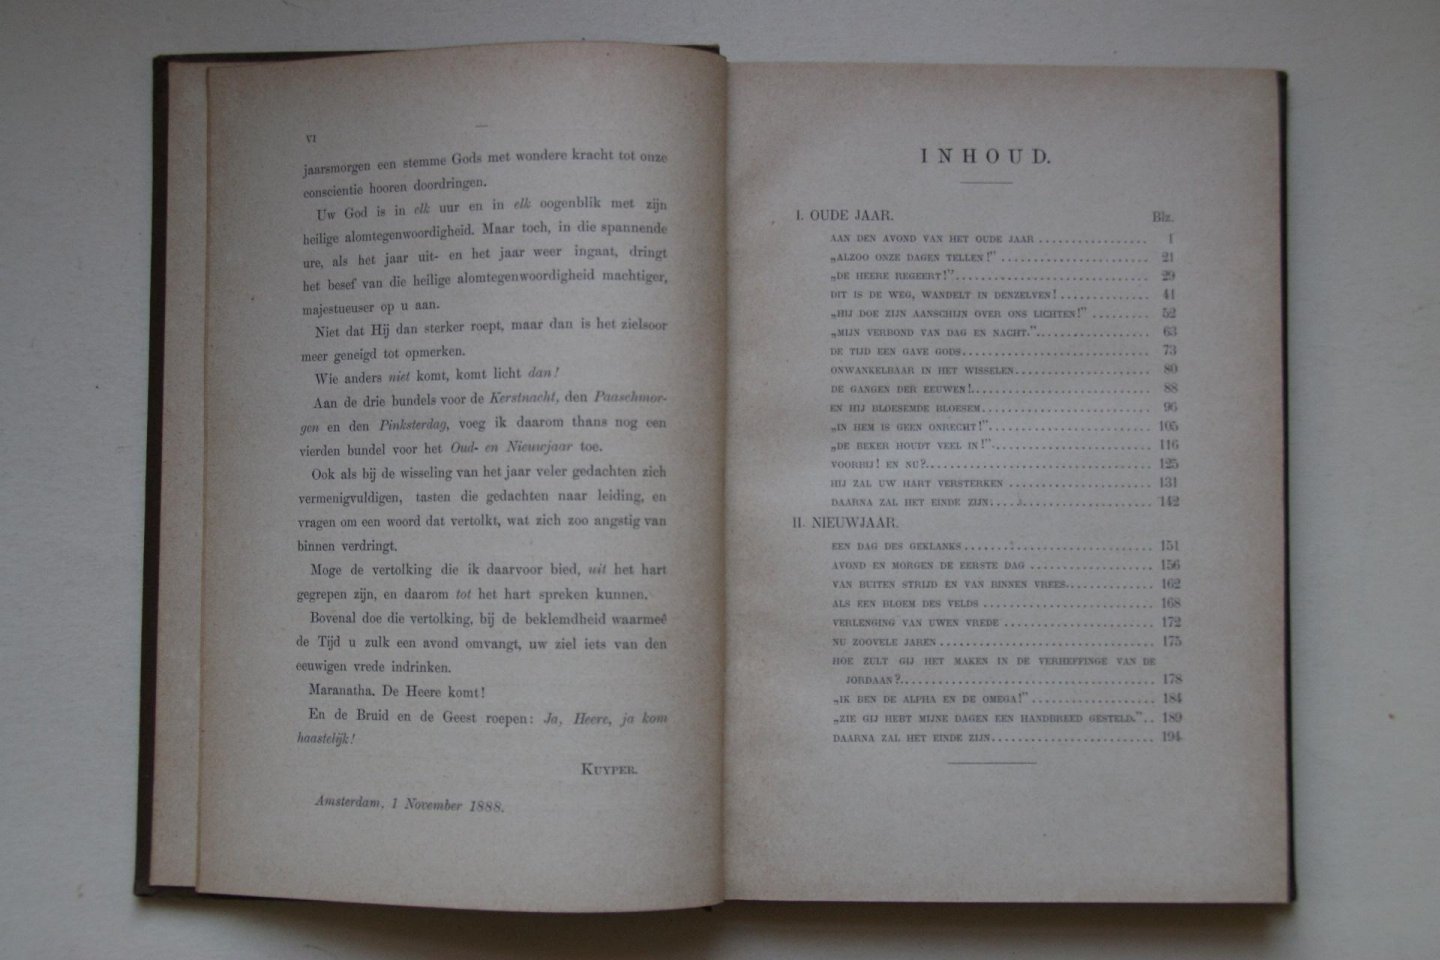 VI
jaarsmorgen een stemme Gods met wondere kracht tot onze
conscientie hooren doordringen.
Uw God is in elk uur en in elk oogenblik met zijn
heilige alomtegenwoordigheid. Maar toch, in die spannende
ure, als het jaar uit- en het jaar weer ingaat, dringt
het besef van die heilige alomtegenwoordigheid machtiger,
majestueuser op u aan.
Niet dat Hij dan sterker roept, maar dan is het zielsoor
meer geneigd tot opmerken.
Wie anders niet komt, komt licht dan!
Aan de drie bundels voor de Kerstnacht, den Paaschmor-
gen en den Pinksterdag, voeg ik daarom thans nog een
vierden bundel voor het Oud- en Nieuwjaar toe.
Ook als bij de wisseling van het jaar veler gedachten zich
vermenigvuldigen, tasten die gedachten naar leiding, en
vragen om een woord dat vertolkt, wat zich zoo angstig van
binnen verdringt.
Moge de vertolking die ik daarvoor bied, uit het hart
gegrepen zijn, en daarom tot het hart spreken kunnen.
Bovenal doe die vertolking, bij de beklemdheid waarmeê
de Tijd u zulk een avond omvangt, uw ziel iets van den
eeuwigen vrede indrinken.
Maranatha. De Heere komt!
En de Bruid en de Geest roepen: Ja, Heere, ja kom
haastelijk!
KUYPER.
Amsterdam, 1 November 1888.
INHOUD.
I. OUDE JAAR. Blz.
AAN DEN AVOND VAN HET OUDE JAAR ................. 1
„ALZOO ONZE DAGEN TELLEN!” ....................... 21
„DE HEERE REGEERT!”.............................. 29
DIT IS DE WEG, WANDELT IN DENZELVEN! .............. 41
„HIJ DOE ZIJN AANSCHIJN OVER ONS LICHTEN!” ......... 52
„MIJN VERBOND VAN DAG EN NACHT.”.................. 63
DE TIJD EEN GAVE GODS............................. 73
ONWANKELBAAR IN HET WISSELEN..................... 80
DE GANGEN DER EEUWEN!........................... 88
EN HIJ BLOESEMDE BLOESEM.......................... 96
„IN HEM IS GEEN ONRECHT!”......................... 105
„DE BEKER HOUDT VEEL IN!”......................... 116
VOORBIJ! EN NU?.................................. 125
HIJ ZAL UW HART VERSTERKEN ...................... 131
DAARNA ZAL HET EINDE ZIJN......................... 142
II. NIEUWJAAR.
EEN DAG DES GEKLANKS............................. 151
AVOND EN MORGEN DE EERSTE DAG ................... 156
VAN BUITEN STRIJD EN VAN BINNEN VREES.............. 162
ALS EEN BLOEM DES VELDS .......................... 168
VERLENGING VAN UWEN VREDE ....................... 172
NU ZOOVELE JAREN ................................. 175
HOE ZULT GIJ HET MAKEN IN DE VERHEFFINGE VAN DE
JORDAAN?....................................... 178
„IK BEN DE ALPHA EN DE OMEGA!” ................... 184
„ZIE GIJ HEBT MIJNE DAGEN EEN HANDBREED GESTELD.”.. 189
DAARNA ZAL HET EINDE ZIJN......................... 194